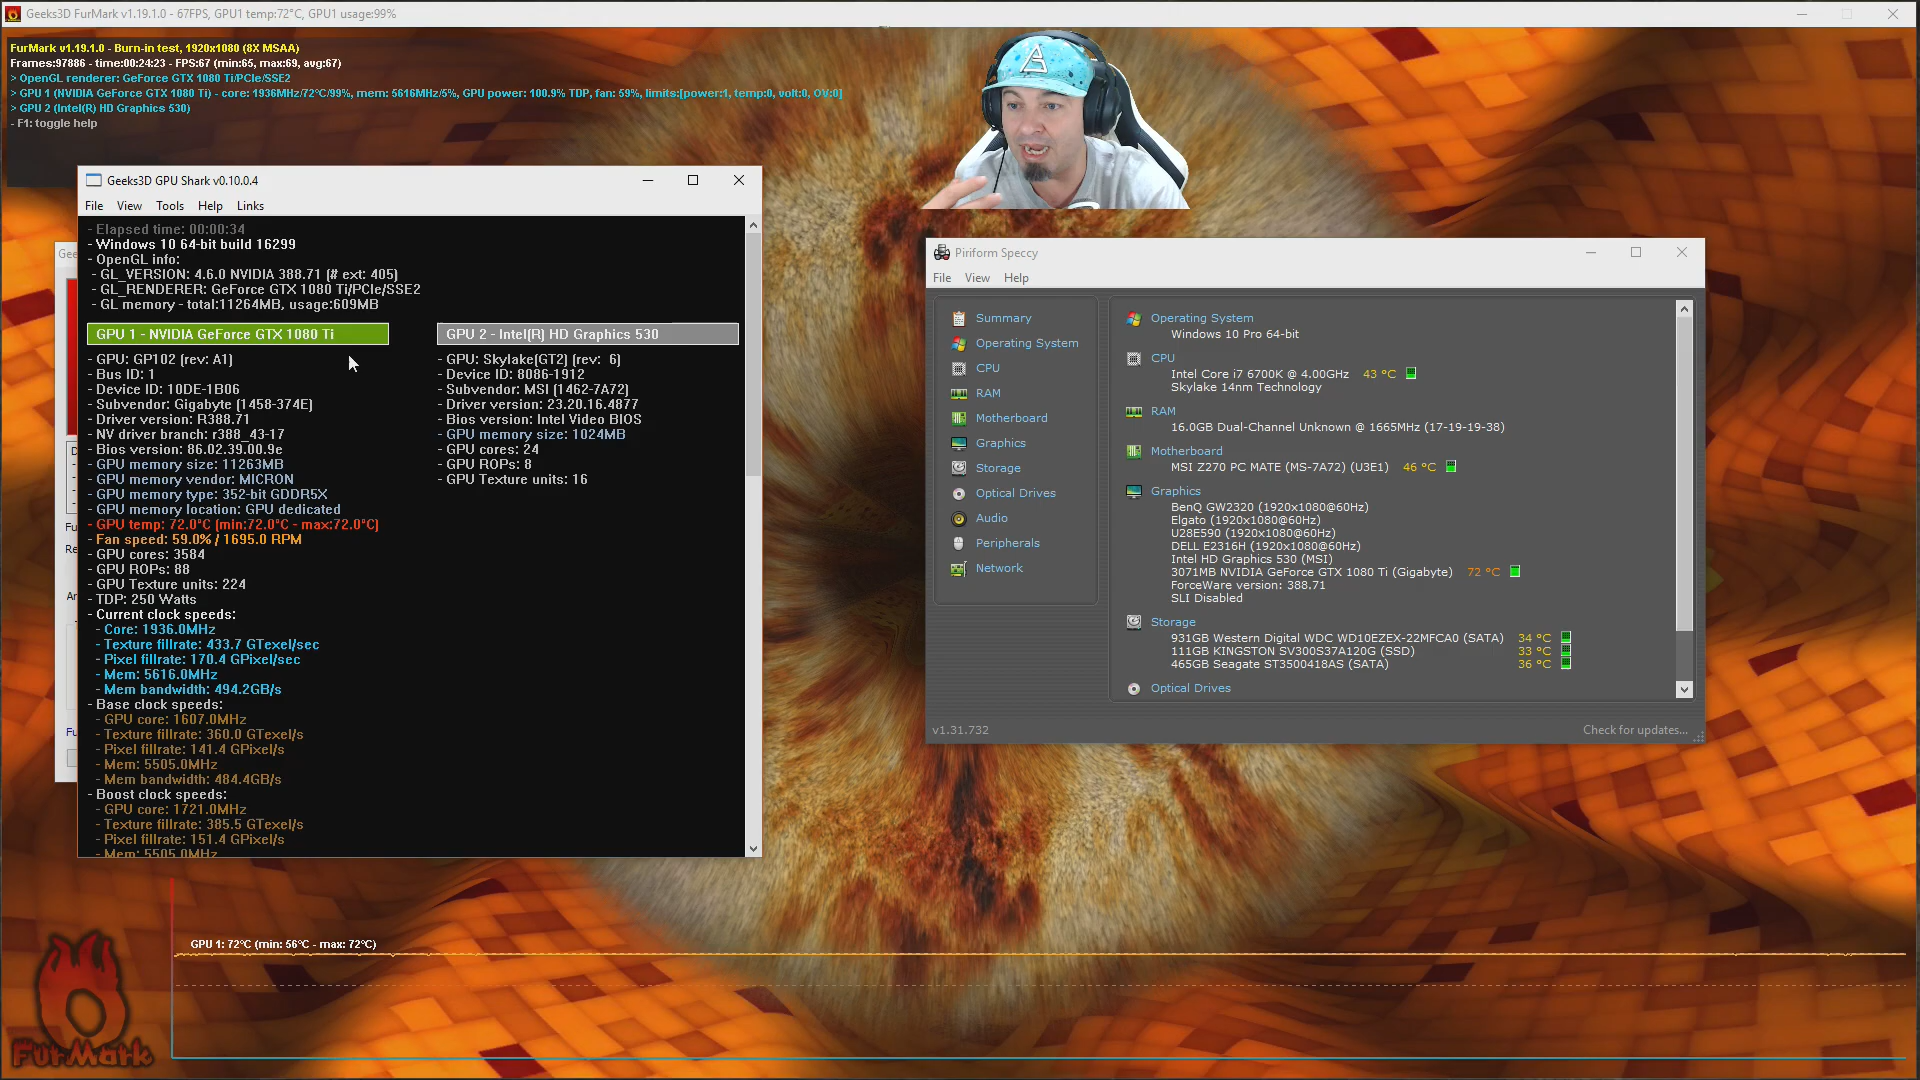 Geeks3D FurMark v1.19.1.0 - 67FPS, GPU1 temp:72°C, GPU1 usage:99%
FurMark v1.19.1.0 - Burn-in test, 1920x1080 (8X MSAA)
Frames:97886 - time:00:24:23 - FPS:67 (min:65, max:69, avg:67)
> OpenGL renderer: GeForce GTX 1080 Ti/PCIe/SSE2
> GPU 1 (NVIDIA GeForce GTX 1080 Ti) - core: 1936MHz/72°C/99%, mem: 5616MHz/5%, GPU power: 100.9% TDP, fan: 59%, limits:[power:1, temp:0, volt:0, OV:0]
> GPU 2 (Intel(R) HD Graphics 530)
- F1: toggle help
Geeks3D GPU Shark v0.10.0.4
File View Tools Help Links
- Elapsed time: 00:00:34
- Windows 10 64-bit build 16299
- OpenGL info:
- GL_VERSION: 4.6.0 NVIDIA 388.71 (# ext: 405)
- GL_RENDERER: GeForce GTX 1080 Ti/PCIe/SSE2
- GL memory - total:11264MB, usage:609MB
GPU 1 - NVIDIA GeForce GTX 1080 Ti
- GPU: GP102 (rev: A1)
- Bus ID: 1
- Device ID: 10DE-1B06
- Subvendor: Gigabyte (1458-374E)
- Driver version: R388.71
- NV driver branch: r388_43-17
- Bios version: 86.02.39.00.9e
- GPU memory size: 11263MB
- GPU memory vendor: MICRON
- GPU memory type: 352-bit GDDR5X
- GPU memory location: GPU dedicated
- GPU temp: 72.0°C (min:72.0°C - max:72.0°C)
- Fan speed: 59.0% / 1695.0 RPM
- GPU cores: 3584
- GPU ROPs: 88
- GPU Texture units: 224
- TDP: 250 Watts
- Current clock speeds:
- Core: 1936.0MHz
- Texture fillrate: 433.7 GTexel/sec
- Pixel fillrate: 170.4 GPixel/sec
- Mem: 5616.0MHz
- Mem bandwidth: 494.2GB/s
- Base clock speeds:
- GPU core: 1607.0MHz
- Texture fillrate: 360.0 GTexel/s
- Pixel fillrate: 141.4 GPixel/s
- Mem: 5505.0MHz
- Mem bandwidth: 484.4GB/s
- Boost clock speeds:
- GPU core: 1721.0MHz
- Texture fillrate: 385.5 GTexel/s
- Pixel fillrate: 151.4 GPixel/s
- Mem: 5505.0MHz
GPU 2 - Intel(R) HD Graphics 530
- GPU: Skylake(GT2) (rev: 6)
- Device ID: 8086-1912
- Subvendor: MSI (1462-7A72)
- Driver version: 23.20.16.4877
- Bios version: Intel Video BIOS
- GPU memory size: 1024MB
- GPU cores: 24
- GPU ROPs: 8
- GPU Texture units: 16
Piriform Speccy
File View Help
Summary
Operating System
CPU
RAM
Motherboard
Graphics
Storage
Optical Drives
Audio
Peripherals
Network
Operating System
Windows 10 Pro 64-bit
CPU
Intel Core i7 6700K @ 4.00GHz 43 °C
Skylake 14nm Technology
RAM
16.0GB Dual-Channel Unknown @ 1665MHz (17-19-19-38)
Motherboard
MSI Z270 PC MATE (MS-7A72) (U3E1) 46 °C
Graphics
BenQ GW2320 (1920x1080@60Hz)
Elgato (1920x1080@60Hz)
U28E590 (1920x1080@60Hz)
DELL E2316H (1920x1080@60Hz)
Intel HD Graphics 530 (MSI)
3071MB NVIDIA GeForce GTX 1080 Ti (Gigabyte) 72 °C
ForceWare version: 388.71
SLI Disabled
Storage
931GB Western Digital WDC WD10EZEX-22MFCA0 (SATA) 34 °C
111GB KINGSTON SV300S37A120G (SSD) 33 °C
465GB Seagate ST3500418AS (SATA) 36 °C
Optical Drives
v1.31.732
Check for updates...
GPU 1: 72°C (min: 56°C - max: 72°C)
FurMark